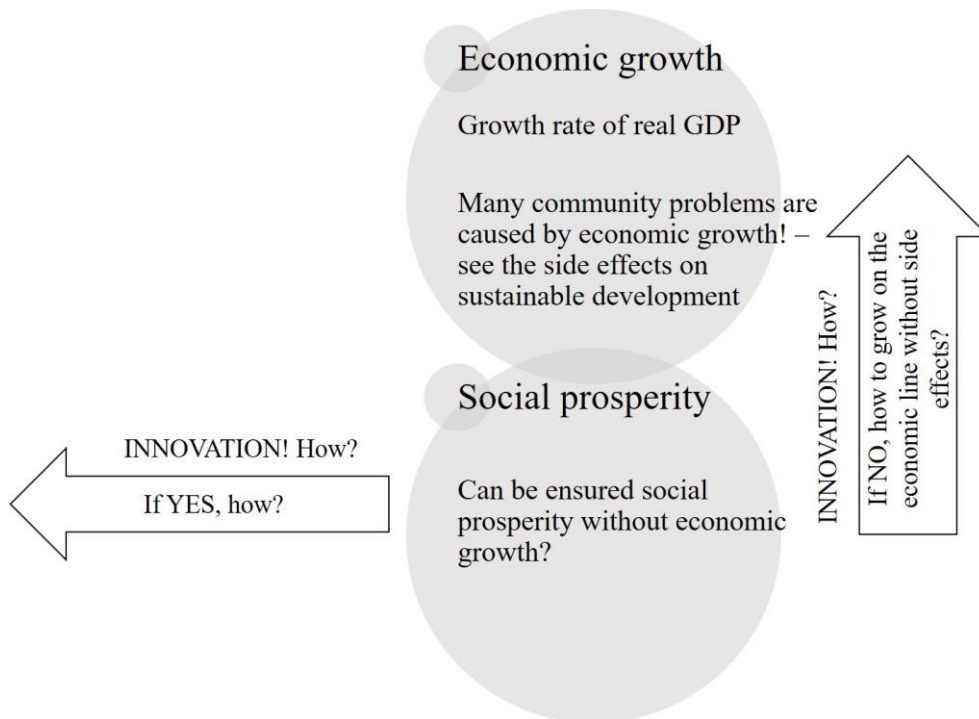 Economic growth
Growth rate of real GDP
Many community problems are
caused by economic growth! –
see the side effects on
sustainable development
INNOVATION! How?
If NO, how to grow on the
economic line without side
effects?
Social prosperity
Can be ensured social
prosperity without economic
growth?
INNOVATION! How?
If YES, how?